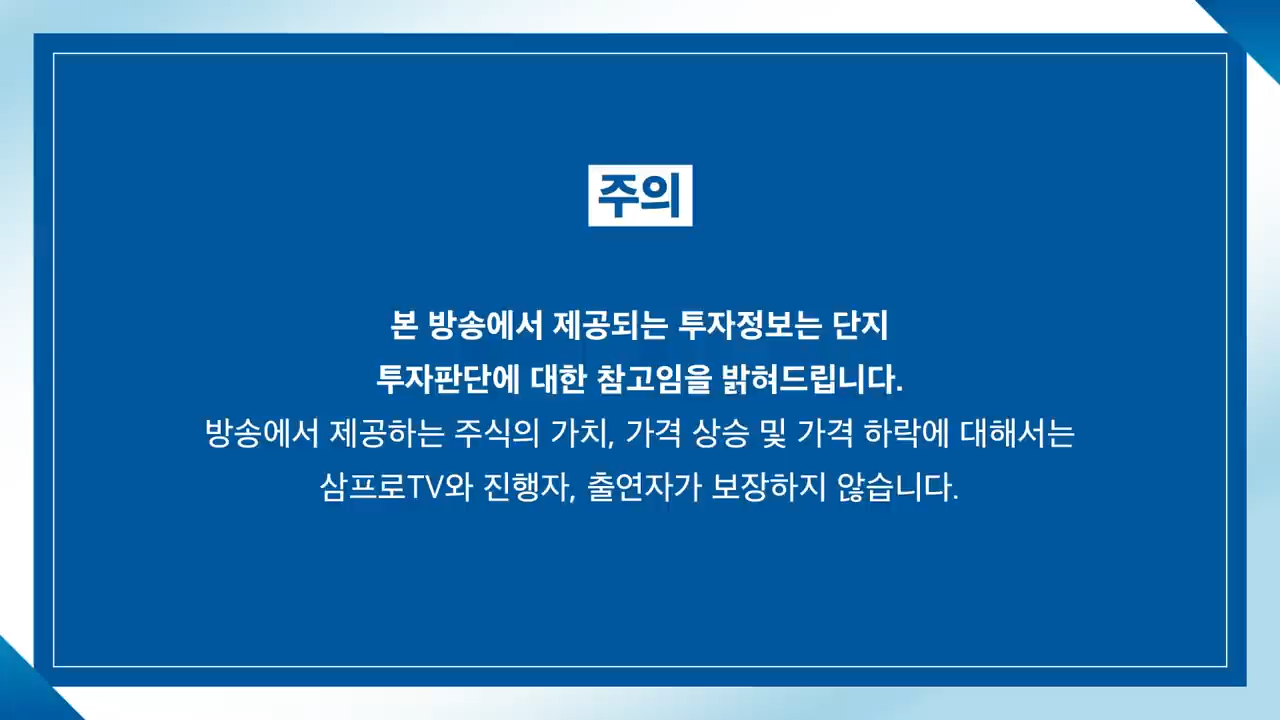 주의
본 방송에서 제공되는 투자정보는 단지
투자판단에 대한 참고임을 밝혀드립니다.
방송에서 제공하는 주식의 가치, 가격 상승 및 가격 하락에 대해서는
삼프로TV와 진행자, 출연자가 보장하지 않습니다.